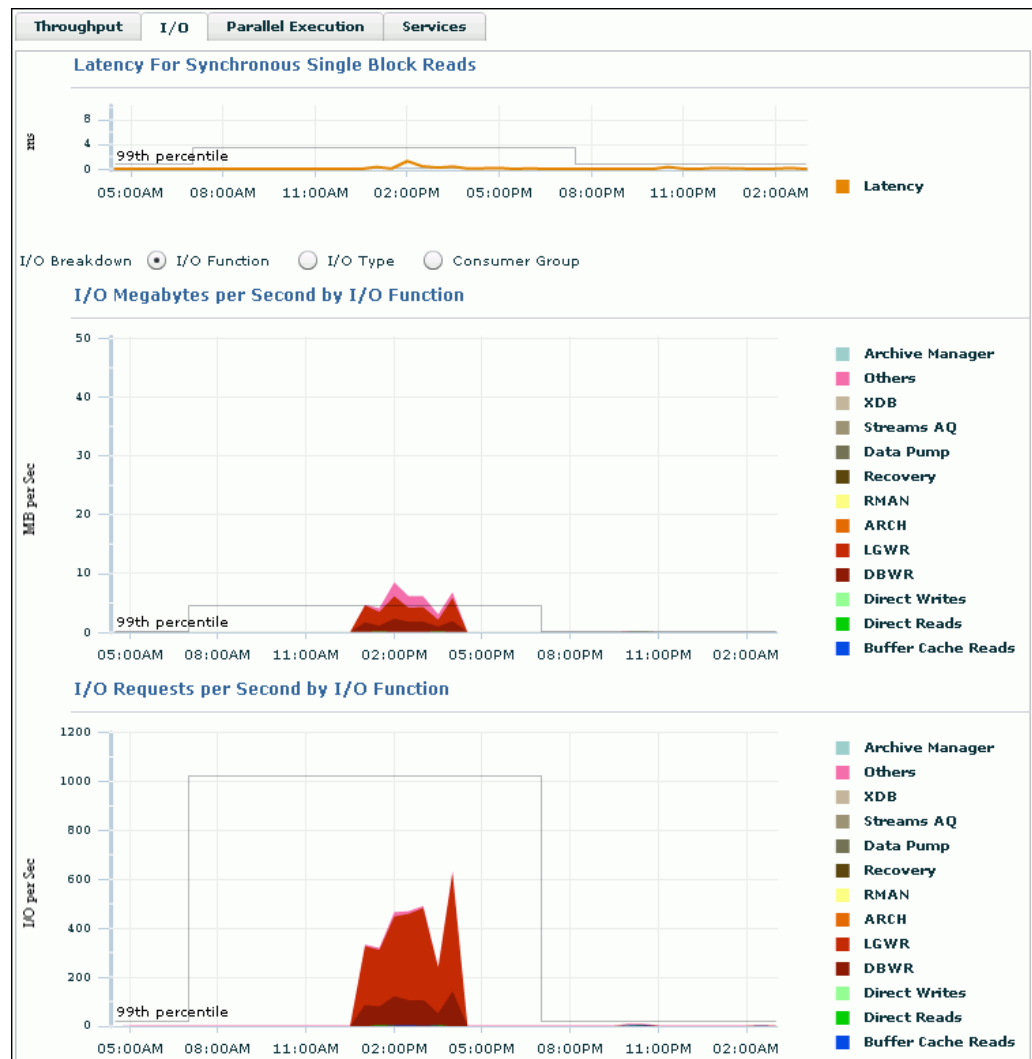 Throughput I/O Parallel Execution Services
Latency For Synchronous Single Block Reads
ms
8
4
0
99th percentile
05:00AM 08:00AM 11:00AM 02:00PM 05:00PM 08:00PM 11:00PM 02:00AM
Latency
I/O Breakdown I/O Function I/O Type Consumer Group
I/O Megabytes per Second by I/O Function
MB per Sec
50
40
30
20
10
0
99th percentile
05:00AM 08:00AM 11:00AM 02:00PM 05:00PM 08:00PM 11:00PM 02:00AM
Archive Manager
Others
XDB
Streams AQ
Data Pump
Recovery
RMAN
ARCH
LGWR
DBWR
Direct Writes
Direct Reads
Buffer Cache Reads
I/O Requests per Second by I/O Function
I/O per Sec
1200
1000
800
600
400
200
0
99th percentile
05:00AM 08:00AM 11:00AM 02:00PM 05:00PM 08:00PM 11:00PM 02:00AM
Archive Manager
Others
XDB
Streams AQ
Data Pump
Recovery
RMAN
ARCH
LGWR
DBWR
Direct Writes
Direct Reads
Buffer Cache Reads